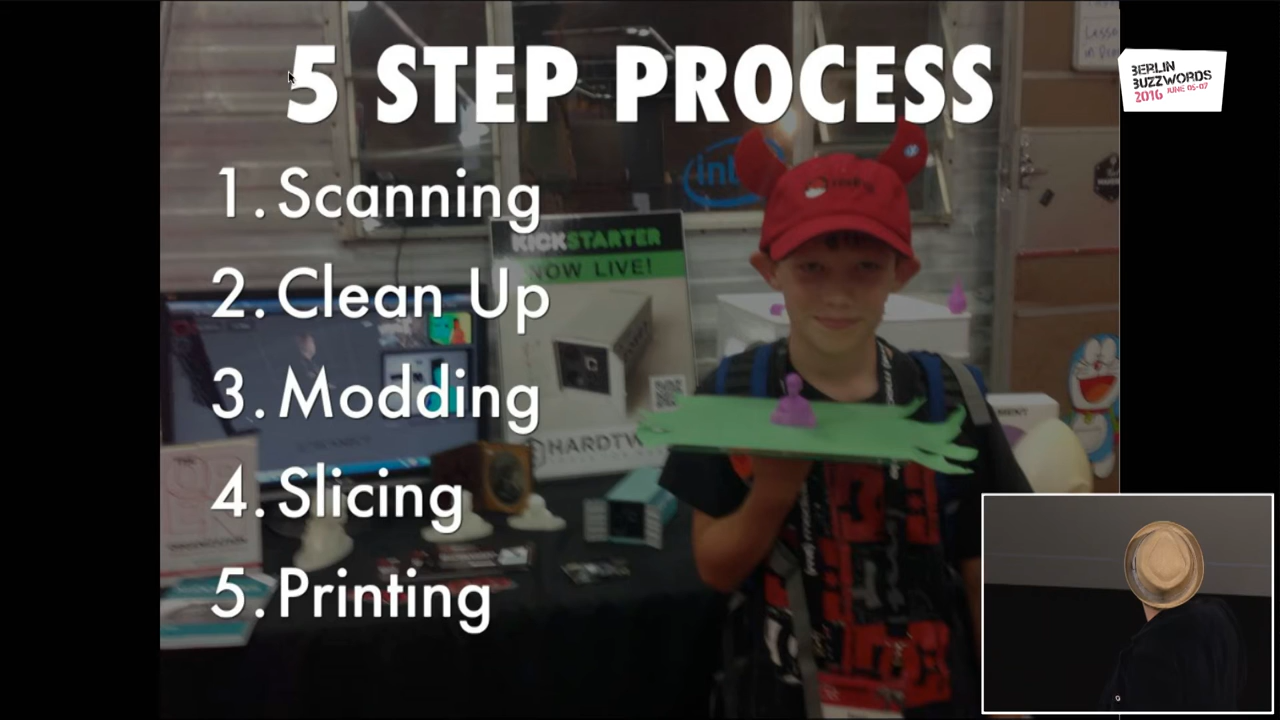 5 STEP PROCESS
1. Scanning
2. Clean Up
3. Modding
4. Slicing
5. Printing
BERLIN
BUZZWORDS
2016 JUNE 05-07
KICKSTARTER
NOW LIVE!
HARDTW